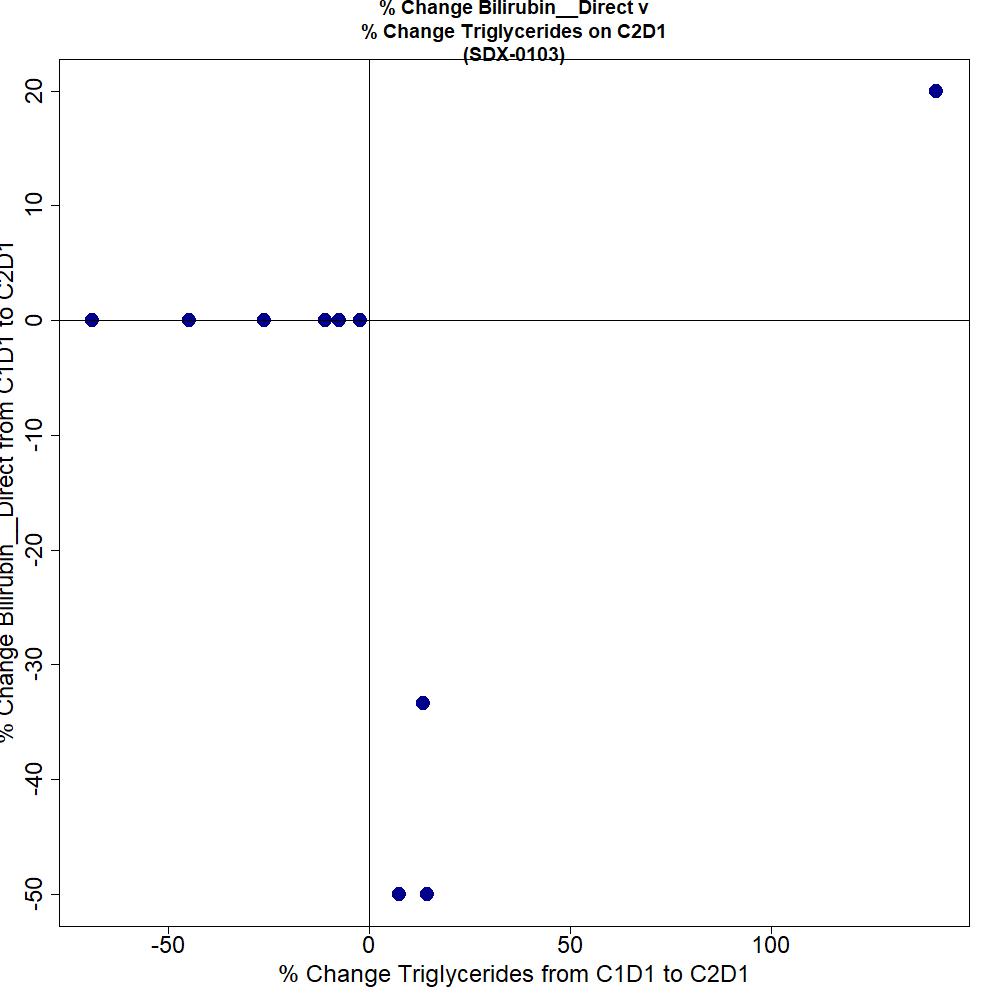 % Change Bilirubin__Direct v
% Change Triglycerides on C2D1
(SDX-0103)
% Change Bilirubin__Direct from C1D1 to C2D1
20
10
0
-10
-20
-30
-40
-50
-50
0
50
100
% Change Triglycerides from C1D1 to C2D1